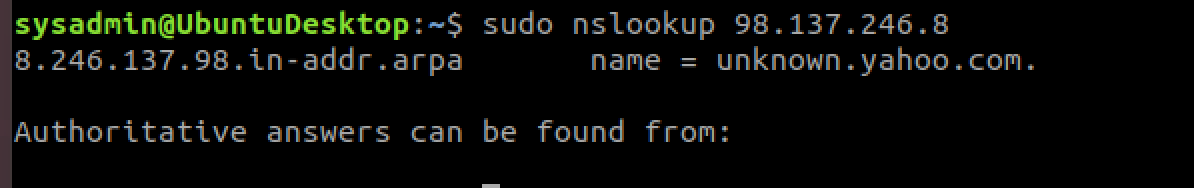 sysadmin@UbuntuDesktop:~$ sudo nslookup 98.137.246.8
8.246.137.98.in-addr.arpa       name = unknown.yahoo.com.
Authoritative answers can be found from: